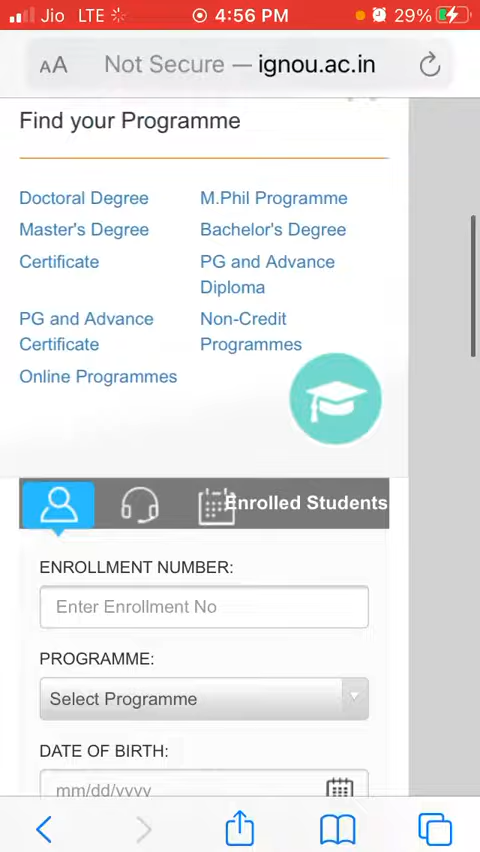 Jio LTE 4:56 PM 29%
AA Not Secure — ignou.ac.in
Find your Programme
Doctoral Degree M.Phil Programme
Master's Degree Bachelor's Degree
Certificate PG and Advance
Diploma
PG and Advance Non-Credit
Certificate Programmes
Online Programmes
Enrolled Students
ENROLLMENT NUMBER:
Enter Enrollment No
PROGRAMME:
Select Programme
DATE OF BIRTH:
mm/dd/yyyy